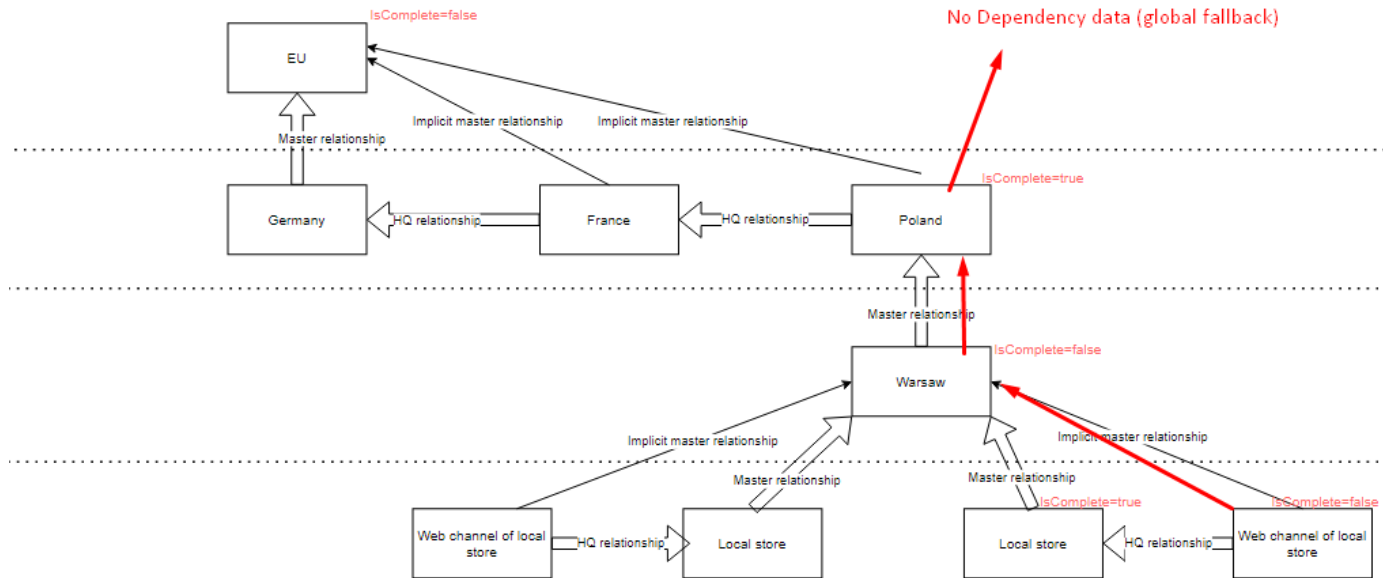 IsComplete=false
No Dependency data (global fallback)
EU
Implicit master relationship
Implicit master relationship
Master relationship
IsComplete=true
Germany
HQ relationship
France
HQ relationship
Poland
Master relationship
IsComplete=false
Warsaw
Implicit master relationship
Implicit master relationship
Master relationship
Master relationship
IsComplete=true
IsComplete=false
Web channel of local
store
HQ relationship
Local store
Local store
HQ relationship
Web channel of local
store